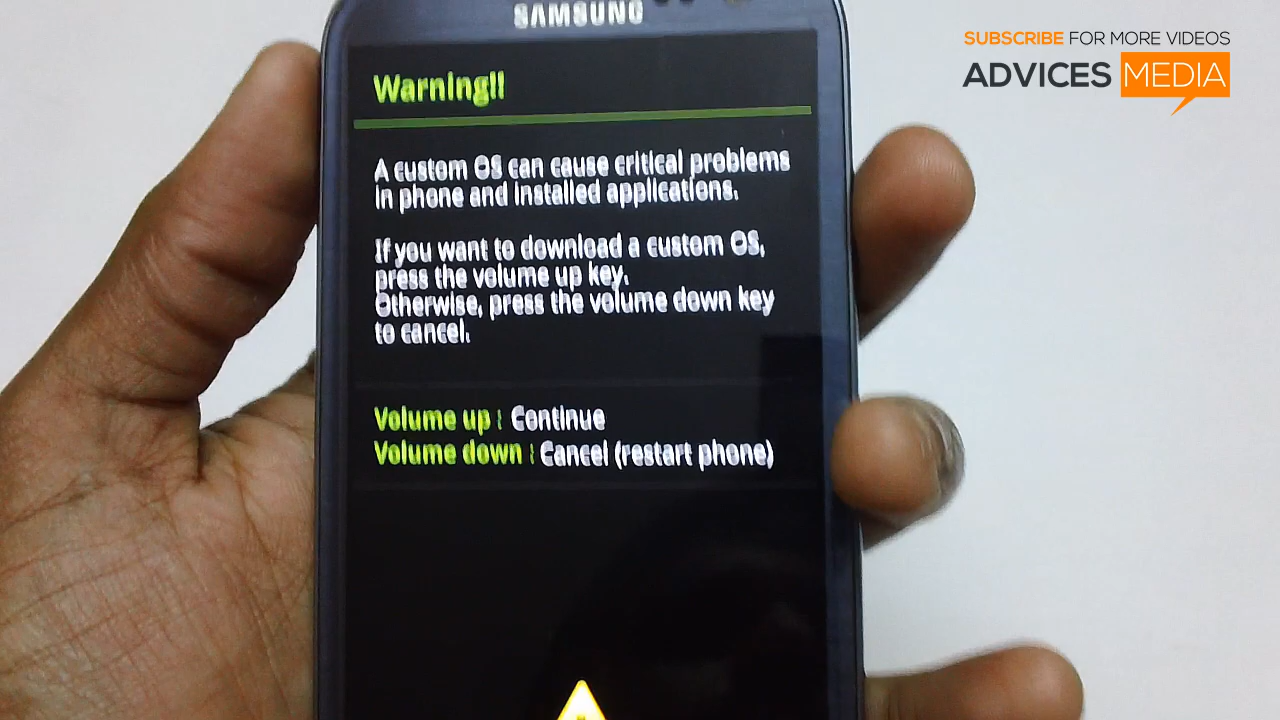 SAMSUNG
SUBSCRIBE FOR MORE VIDEOS
ADVICES MEDIA
Warning!!
A custom OS can cause critical problems
in phone and installed applications.
If you want to download a custom OS,
press the volume up key.
Otherwise, press the volume down key
to cancel.
Volume up : Continue
Volume down : Cancel (restart phone)